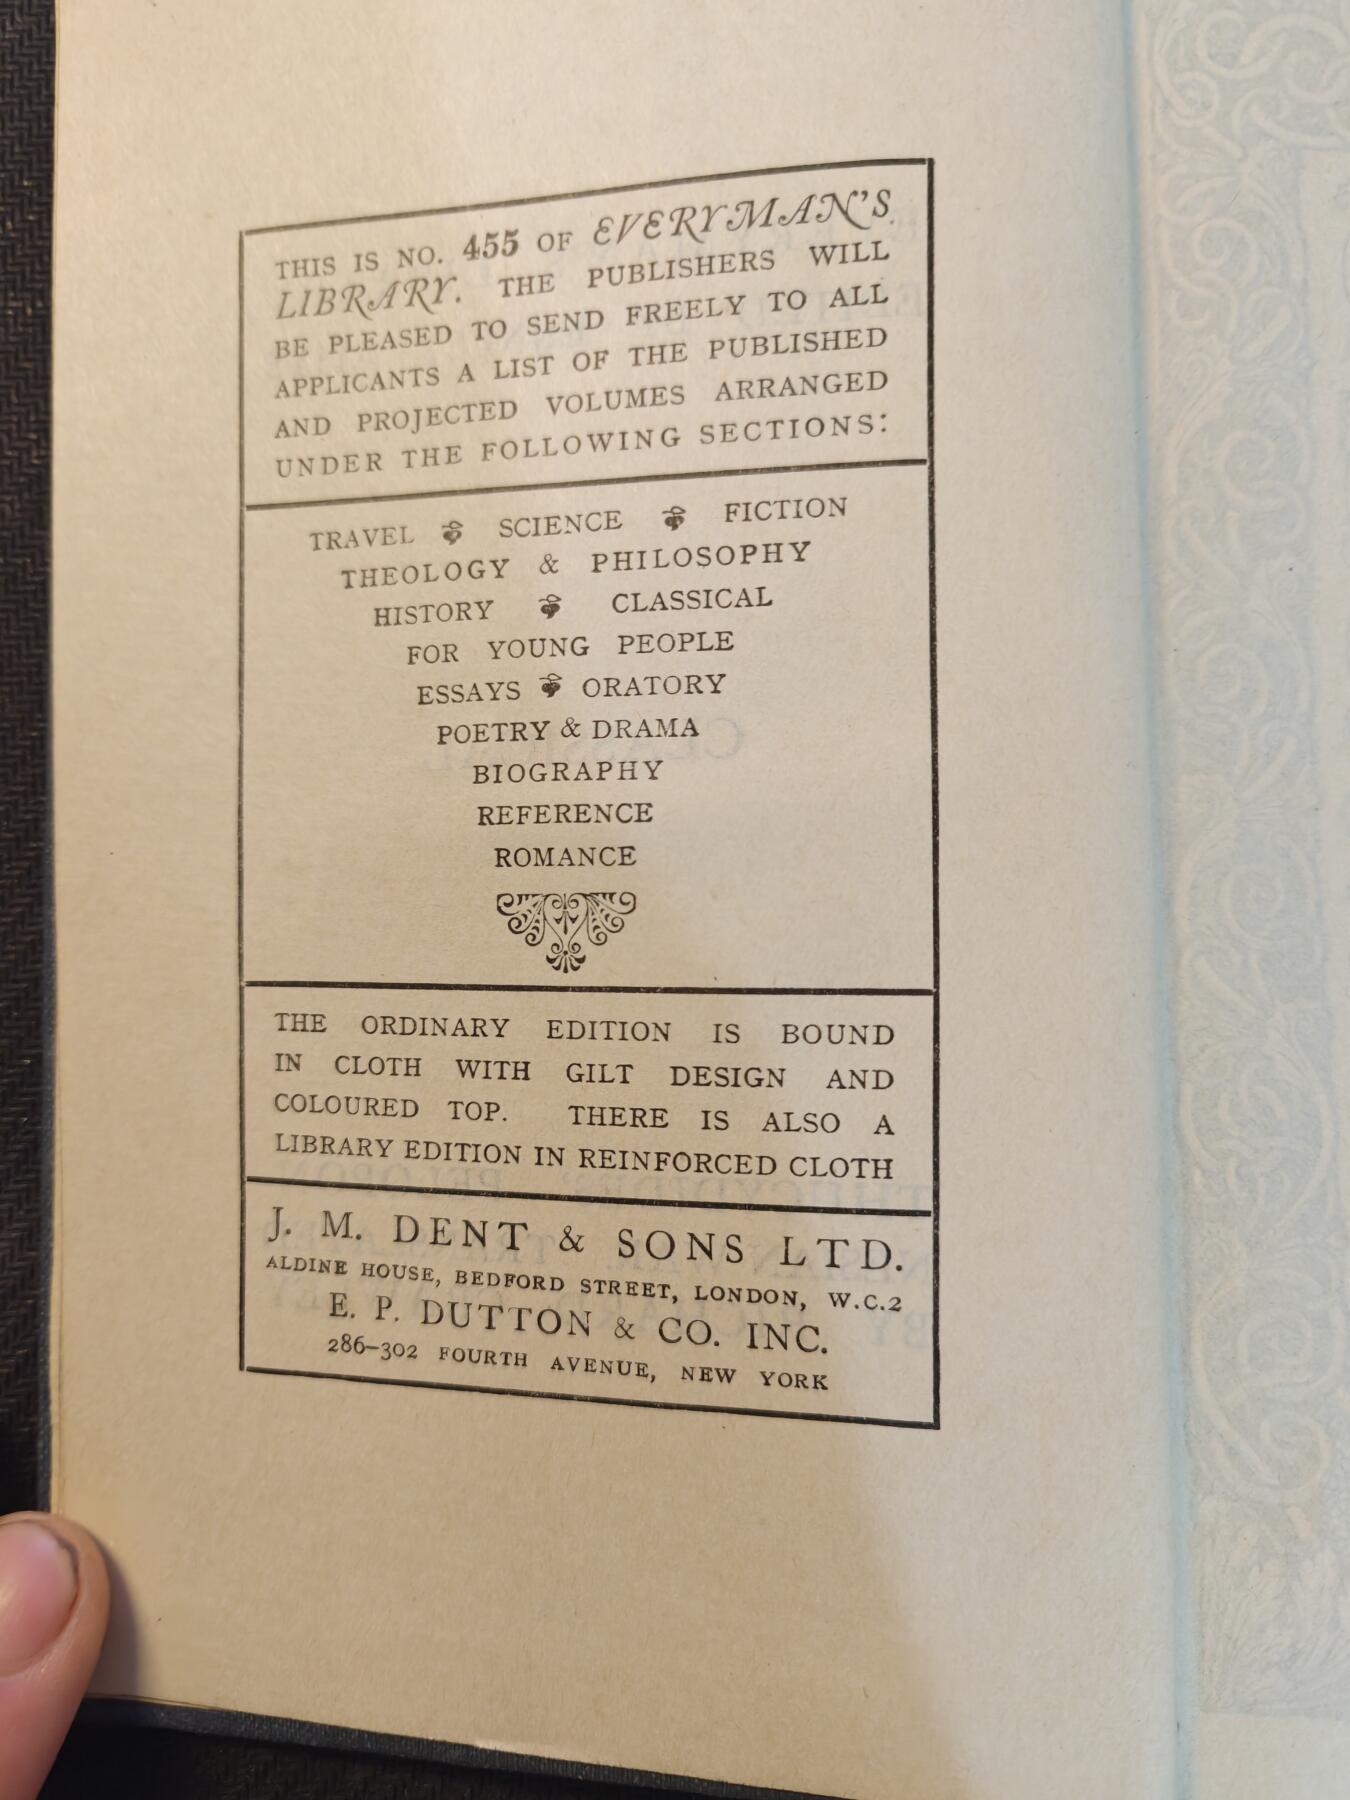 THIS IS NO. 455 OF EVERYMAN'S
LIBRARY. THE PUBLISHERS WILL
BE PLEASED TO SEND FREELY TO ALL
APPLICANTS A LIST OF THE PUBLISHED
AND PROJECTED VOLUMES ARRANGED
UNDER THE FOLLOWING SECTIONS:
TRAVEL SCIENCE FICTION
THEOLOGY & PHILOSOPHY
HISTORY CLASSICAL
FOR YOUNG PEOPLE
ESSAYS ORATORY
POETRY & DRAMA
BIOGRAPHY
REFERENCE
ROMANCE
THE ORDINARY EDITION IS BOUND
IN CLOTH WITH GILT DESIGN AND
COLOURED TOP. THERE IS ALSO A
LIBRARY EDITION IN REINFORCED CLOTH
J. M. DENT & SONS LTD.
ALDINE HOUSE, BEDFORD STREET, LONDON, W.C.2
E. P. DUTTON & CO. INC.
286–302 FOURTH AVENUE, NEW YORK